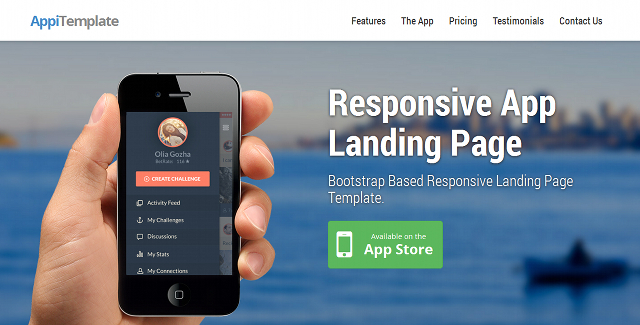 AppiTemplate
Features The App Pricing Testimonials Contact Us
Responsive App
Landing Page
Bootstrap Based Responsive Landing Page
Template.
Available on the
App Store
Olia Gozha
CREATE CHALLENGE
Activity Feed
My Challenges
Discussions
My Stats
My Connections